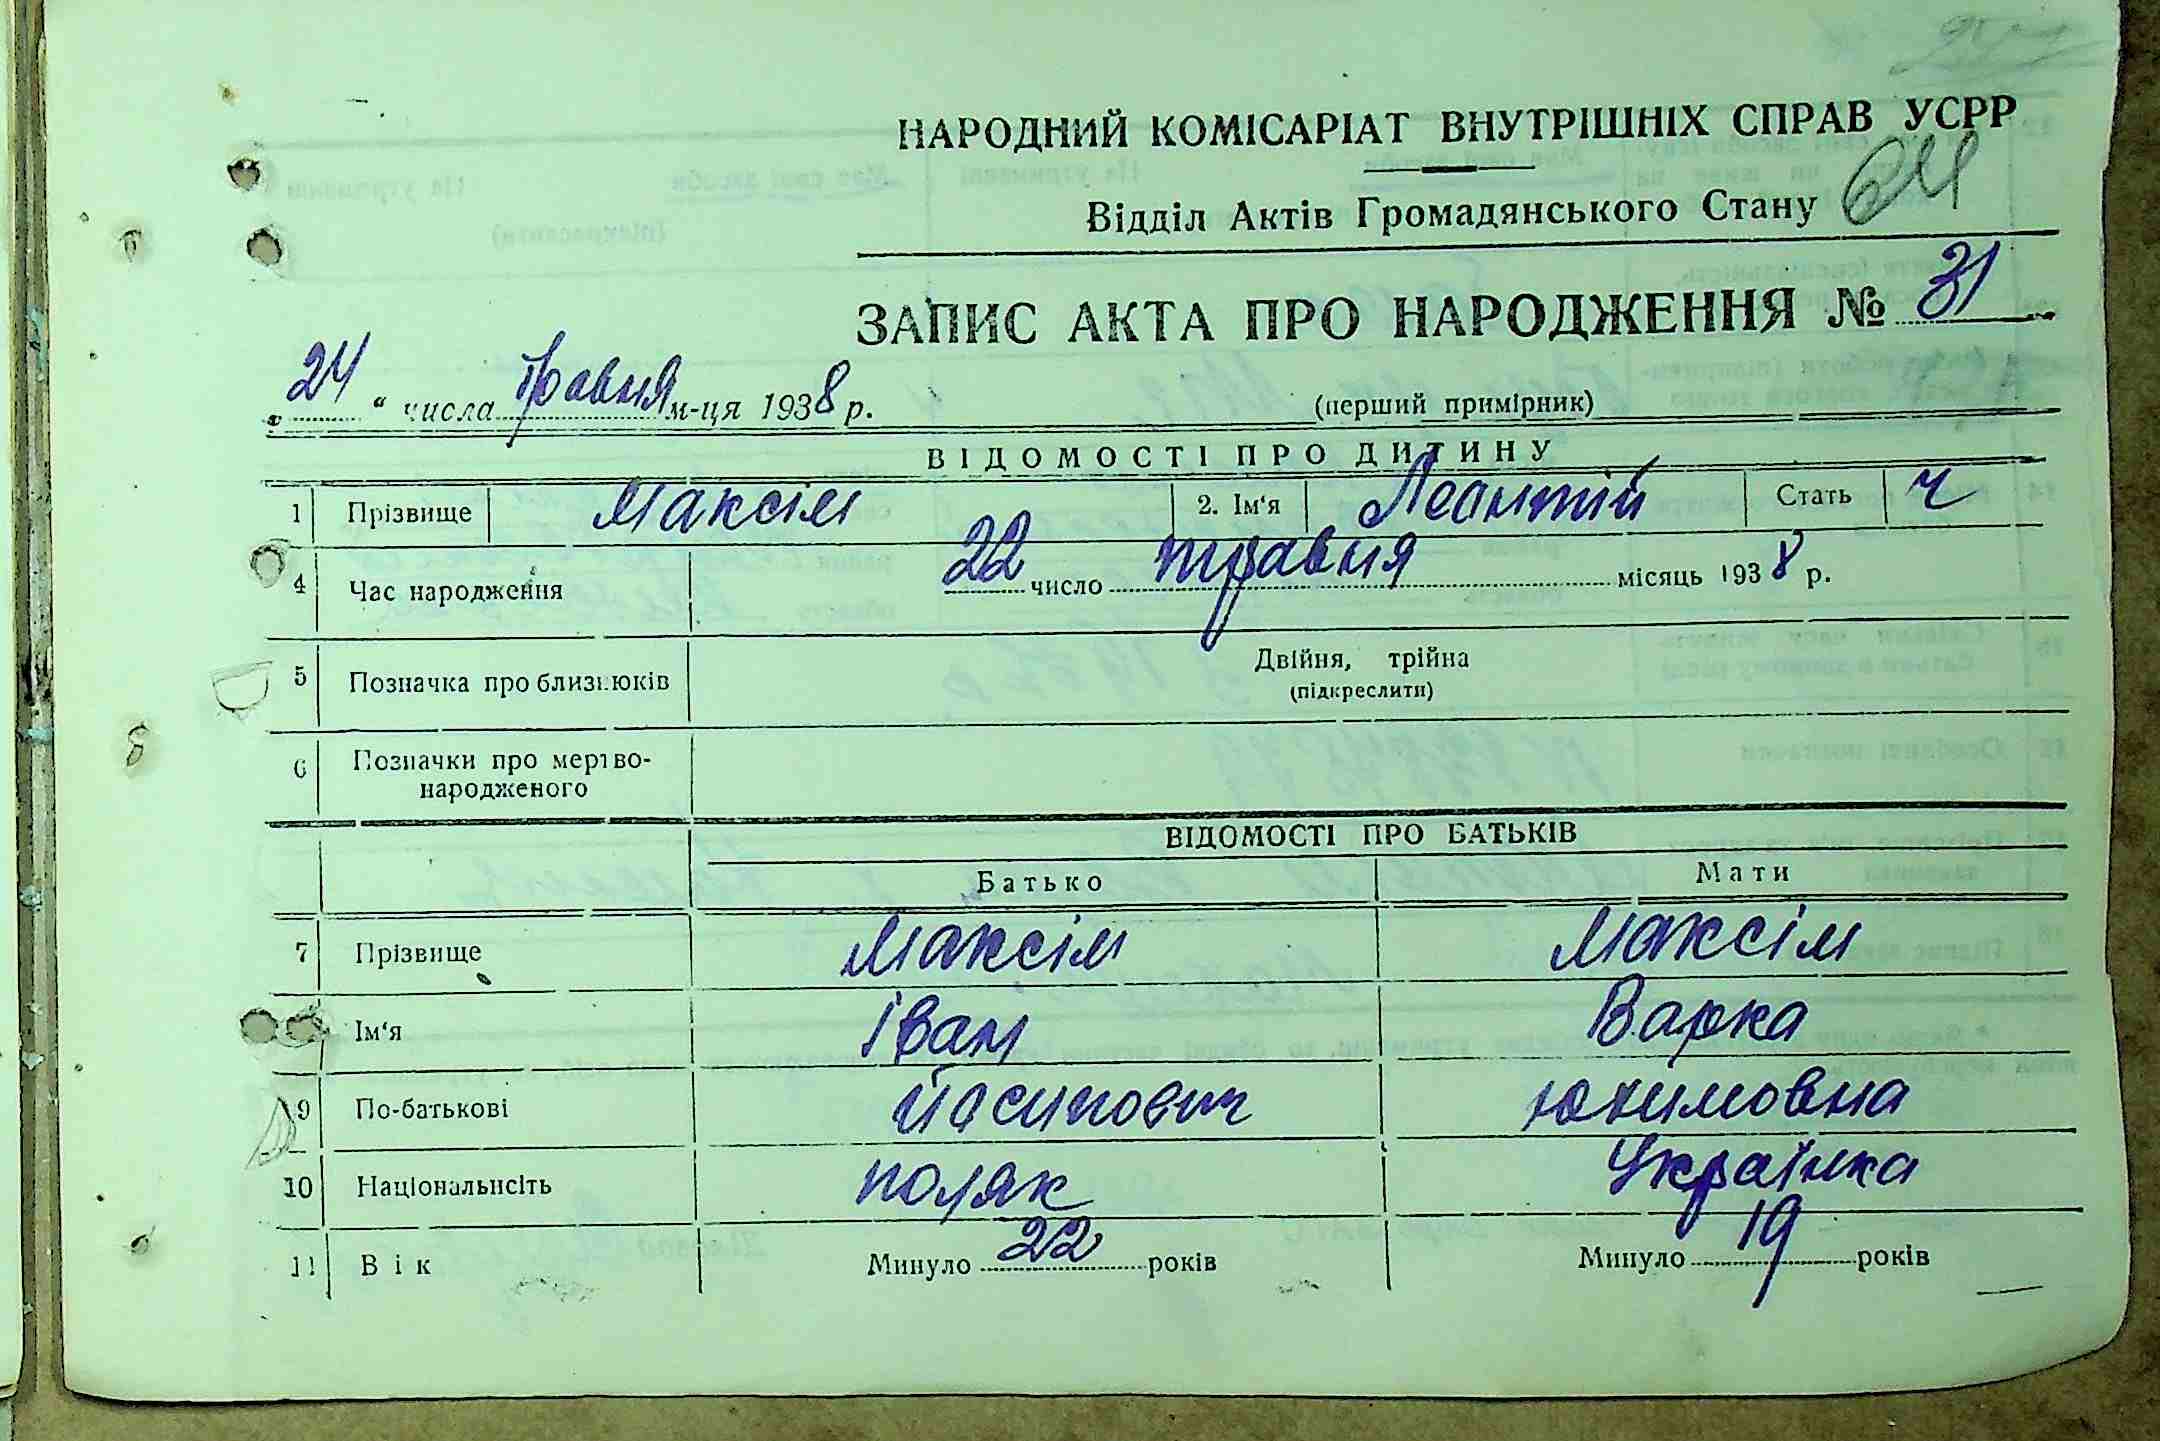 НАРОДНИЙ КОМІСАРІАТ ВНУТРІШНІХ СПРАВ УСРР
Відділ Актів Громадянського Стану 64
ЗАПИС АКТА ПРО НАРОДЖЕННЯ № 31
„ 24 “ числа Травня м-ця 1938 р. (перший примірник)
ВІДОМОСТІ ПРО ДИТИНУ
1 Прізвище Максім 2. Ім'я Леонтій Стать ч
4 Час народження 22 число травня місяць 1938 р.
5 Позначка про близнюків Двійня, трійна
(підкреслити)
6 Позначки про мертво-
народженого
ВІДОМОСТІ ПРО БАТЬКІВ
Батько Мати
7 Прізвище Максім Максім
Ім'я Іван Варка
9 По-батькові Йосипович Юхимовна
10 Національність поляк Українка
11 Вік Минуло 22 років Минуло 19 років